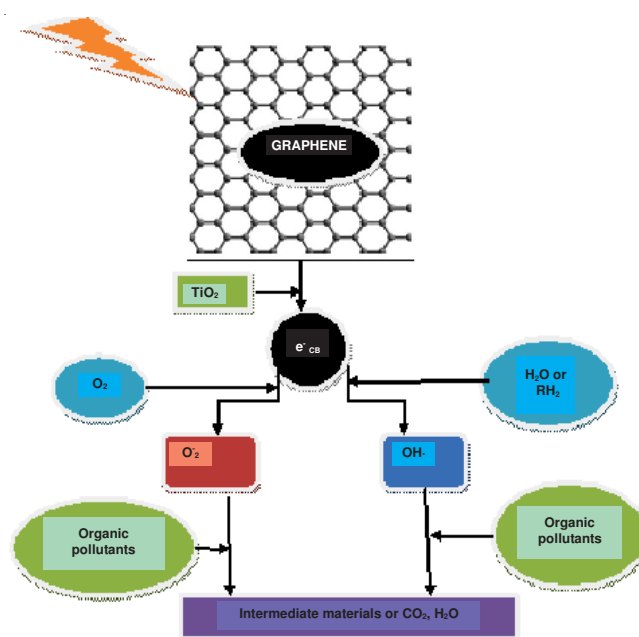 GRAPHENE
TiO₂
e⁻ CB
O₂
H₂O or
RH₂
O⁻₂
OH·
Organic
pollutants
Organic
pollutants
Intermediate materials or CO₂, H₂O